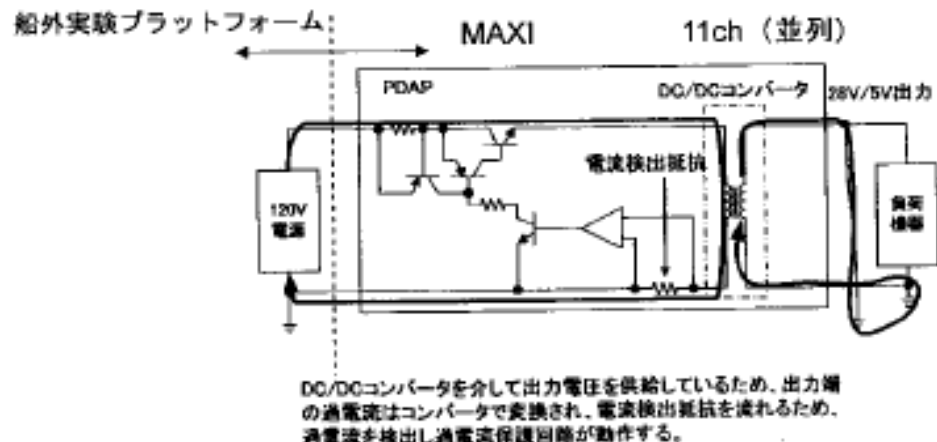 船外実験プラットフォーム
MAXI
11ch（並列）
PDAP
DC/DCコンバータ
28V/5V出力
電流検出抵抗
120V
電源
負荷
機器
DC/DCコンバータを介して出力電圧を供給しているため、出力端
の過電流はコンバータで変換され、電流検出抵抗を流れるため、
過電流を検出し過電流保護回路が動作する。